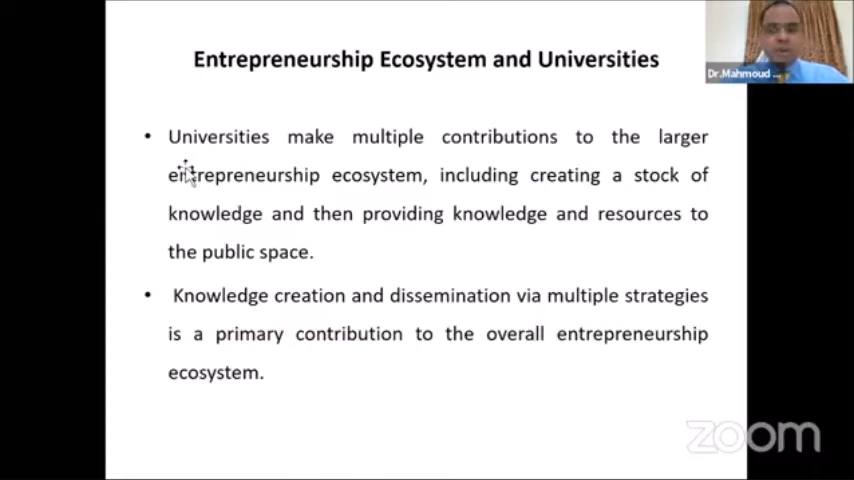 Entrepreneurship Ecosystem and Universities
Dr.Mahmoud ...
• Universities make multiple contributions to the larger
entrepreneurship ecosystem, including creating a stock of
knowledge and then providing knowledge and resources to
the public space.
• Knowledge creation and dissemination via multiple strategies
is a primary contribution to the overall entrepreneurship
ecosystem.
zoom